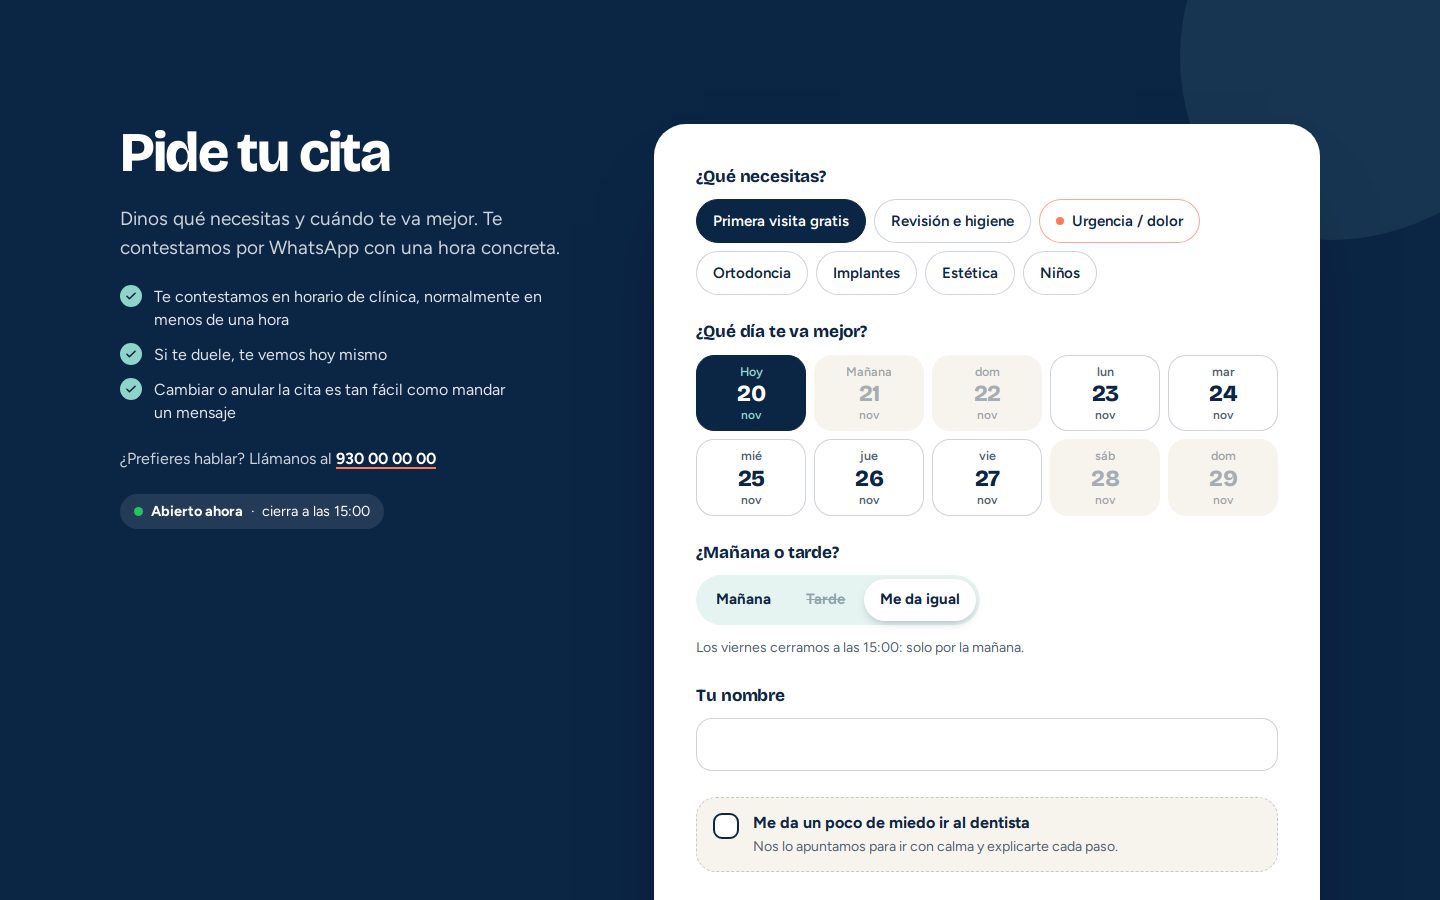 Pide tu cita
Dinos qué necesitas y cuándo te va mejor. Te
contestamos por WhatsApp con una hora concreta.
Te contestamos en horario de clínica, normalmente en
menos de una hora
Si te duele, te vemos hoy mismo
Cambiar o anular la cita es tan fácil como mandar
un mensaje
¿Prefieres hablar? Llámanos al 930 00 00 00
Abierto ahora · cierra a las 15:00
¿Qué necesitas?
Primera visita gratis Revisión e higiene Urgencia / dolor
Ortodoncia Implantes Estética Niños
¿Qué día te va mejor?
Hoy Mañana dom lun mar
20 21 22 23 24
nov nov nov nov nov
mié jue vie sáb dom
25 26 27 28 29
nov nov nov nov nov
¿Mañana o tarde?
Mañana Tarde Me da igual
Los viernes cerramos a las 15:00: solo por la mañana.
Tu nombre
Me da un poco de miedo ir al dentista
Nos lo apuntamos para ir con calma y explicarte cada paso.